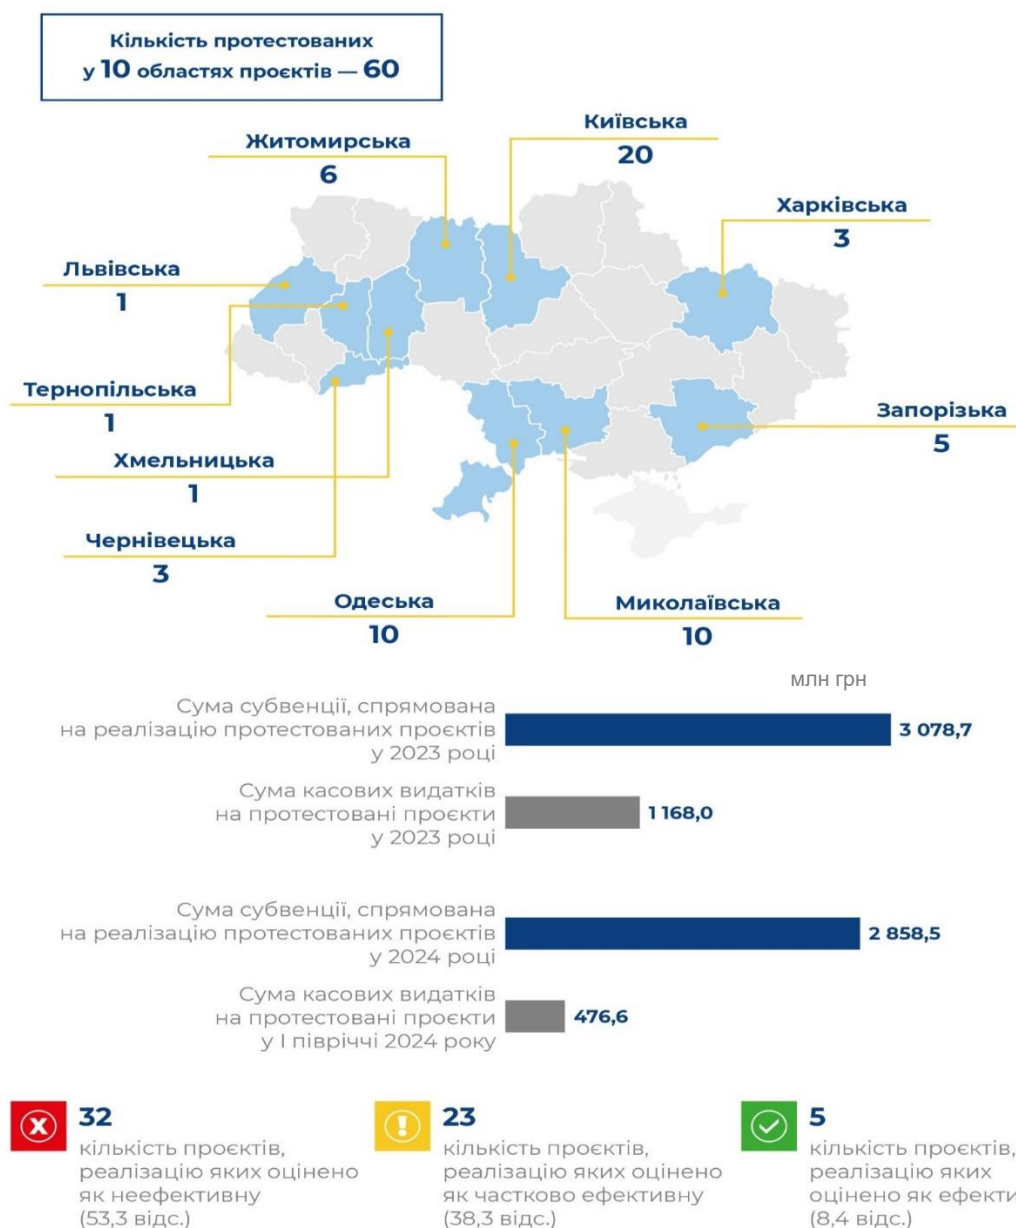 Кількість протестованих
у 10 областях проєктів — 60
Житомирська
6
Київська
20
Харківська
3
Львівська
1
Тернопільська
1
Запорізька
5
Хмельницька
1
Чернівецька
3
Одеська
10
Миколаївська
10
млн грн
Сума субвенції, спрямована
на реалізацію протестованих проєктів
у 2023 році
3 078,7
Сума касових видатків
на протестовані проєкти
у 2023 році
1 168,0
Сума субвенції, спрямована
на реалізацію протестованих проєктів
у 2024 році
2 858,5
Сума касових видатків
на протестовані проєкти
у І півріччі 2024 року
476,6
32
кількість проєктів,
реалізацію яких оцінено
як неефективну
(53,3 відс.)
23
кількість проєктів,
реалізацію яких оцінено
як частково ефективну
(38,3 відс.)
5
кількість проєктів,
реалізацію яких
оцінено як ефекти
(8,4 відс.)